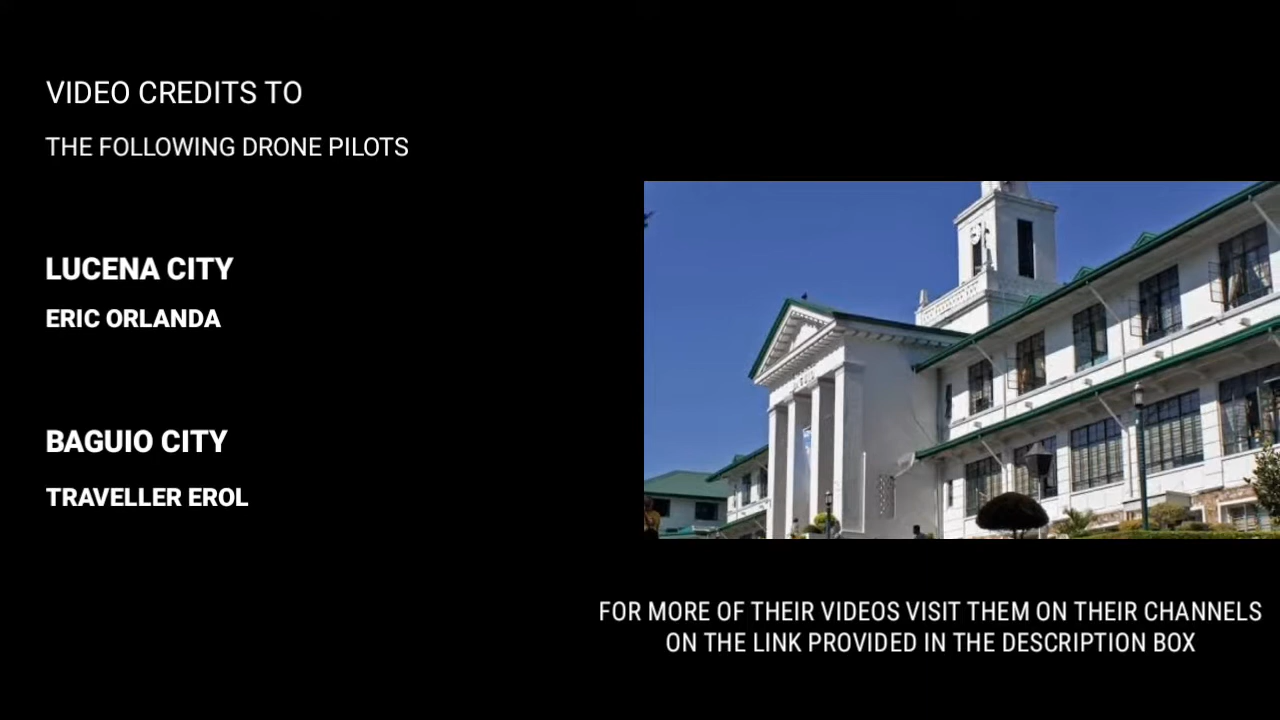 VIDEO CREDITS TO
THE FOLLOWING DRONE PILOTS
LUCENA CITY
ERIC ORLANDA
BAGUIO CITY
TRAVELLER EROL
FOR MORE OF THEIR VIDEOS VISIT THEM ON THEIR CHANNELS
ON THE LINK PROVIDED IN THE DESCRIPTION BOX